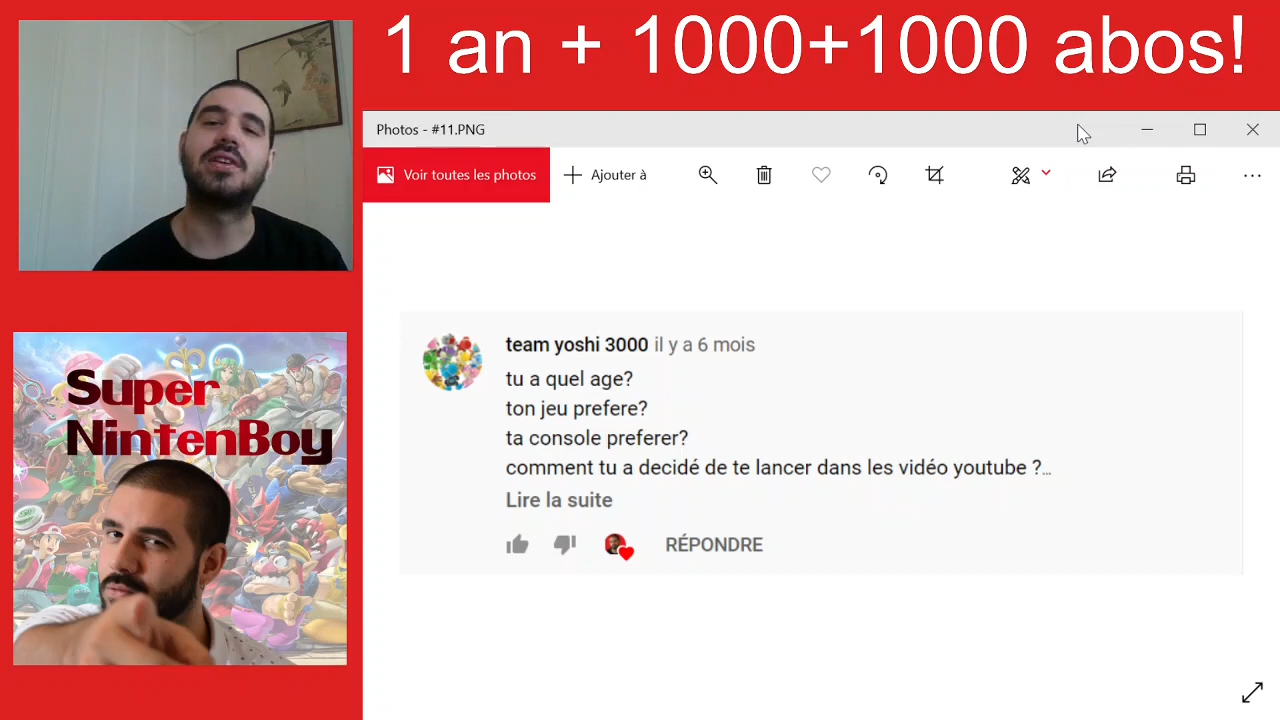 1 an + 1000+1000 abos!
Photos - #11.PNG
Voir toutes les photos
Ajouter à
team yoshi 3000 il y a 6 mois
tu a quel age?
ton jeu prefere?
ta console preferer?
comment tu a decidé de te lancer dans les vidéo youtube ?...
Lire la suite
RÉPONDRE
Super
NintenBoy